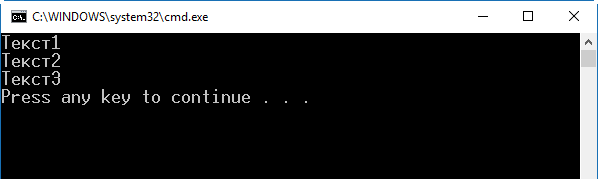 C:\WINDOWS\system32\cmd.exe
Текст1
Текст2
Текст3
Press any key to continue . . .